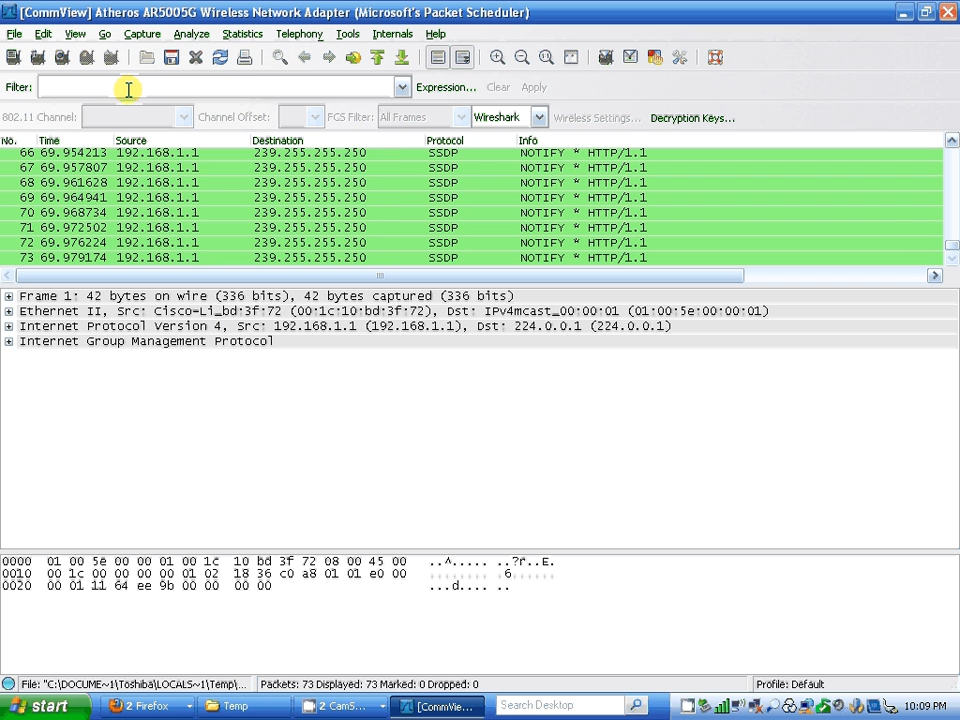 [CommView] Atheros AR5005G Wireless Network Adapter (Microsoft's Packet Scheduler)
File Edit View Go Capture Analyze Statistics Telephony Tools Internals Help
Filter: Expression... Clear Apply
802.11 Channel: Channel Offset: FCS Filter: All Frames Wireshark Wireless Settings... Decryption Keys...
No. Time Source Destination Protocol Info
66 69.954213 192.168.1.1 239.255.255.250 SSDP NOTIFY * HTTP/1.1
67 69.957807 192.168.1.1 239.255.255.250 SSDP NOTIFY * HTTP/1.1
68 69.961628 192.168.1.1 239.255.255.250 SSDP NOTIFY * HTTP/1.1
69 69.964941 192.168.1.1 239.255.255.250 SSDP NOTIFY * HTTP/1.1
70 69.968734 192.168.1.1 239.255.255.250 SSDP NOTIFY * HTTP/1.1
71 69.972502 192.168.1.1 239.255.255.250 SSDP NOTIFY * HTTP/1.1
72 69.976224 192.168.1.1 239.255.255.250 SSDP NOTIFY * HTTP/1.1
73 69.979174 192.168.1.1 239.255.255.250 SSDP NOTIFY * HTTP/1.1
Frame 1: 42 bytes on wire (336 bits), 42 bytes captured (336 bits)
Ethernet II, Src: Cisco-Li_bd:3f:72 (00:1c:10:bd:3f:72), Dst: IPv4mcast_00:00:01 (01:00:5e:00:00:01)
Internet Protocol Version 4, Src: 192.168.1.1 (192.168.1.1), Dst: 224.0.0.1 (224.0.0.1)
Internet Group Management Protocol
0000 01 00 5e 00 00 01 00 1c 10 bd 3f 72 08 00 45 00 ..^..... ..?r..E.
0010 00 1c 00 00 00 00 01 02 18 36 c0 a8 01 01 e0 00 ........ .6......
0020 00 01 11 64 ee 9b 00 00 00 00 ...d.... ..
File: "C:\DOCUME~1\Toshiba\LOCALS~1\Temp\... Packets: 73 Displayed: 73 Marked: 0 Dropped: 0 Profile: Default
start 2 Firefox Temp 2 CamS... [CommVie... Search Desktop 10:09 PM